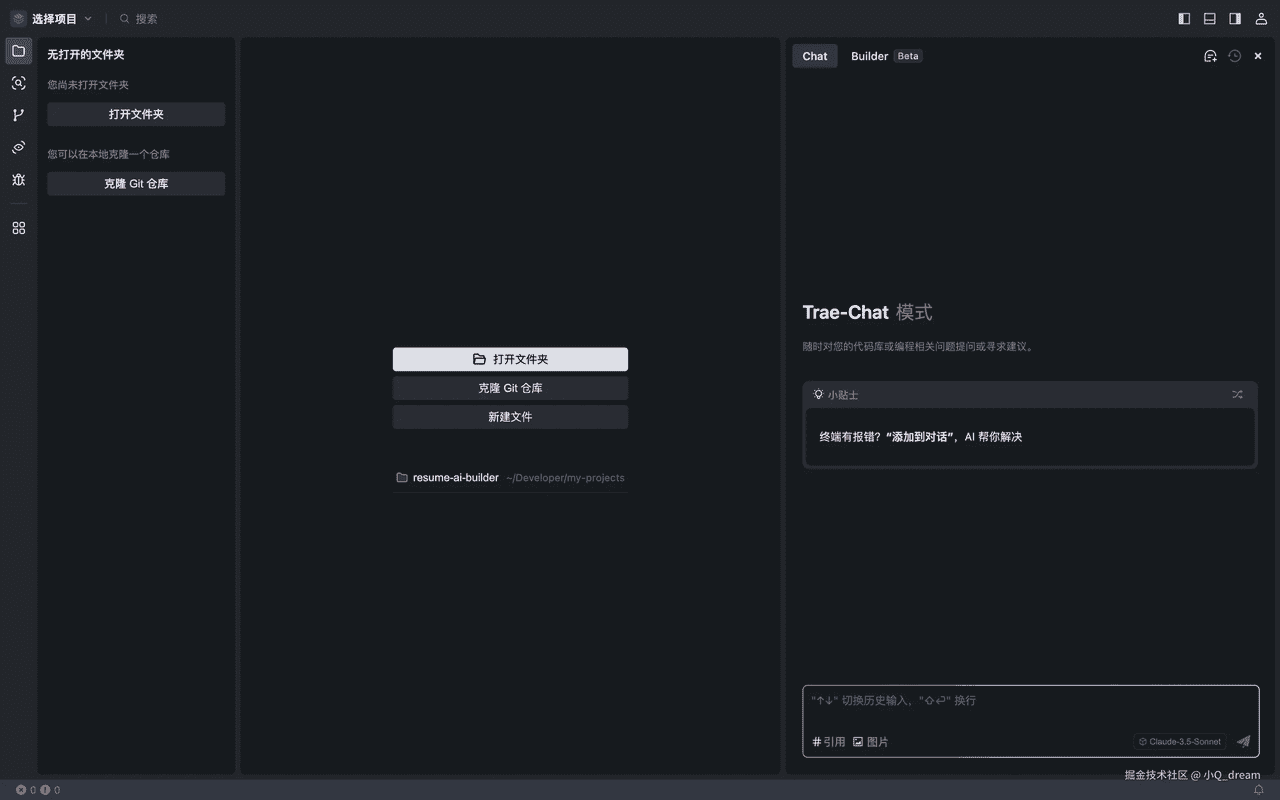 选择项目
搜索
无打开的文件夹
您尚未打开文件夹
打开文件夹
您可以在本地克隆一个仓库
克隆 Git 仓库
打开文件夹
克隆 Git 仓库
新建文件
resume-ai-builder ~/Developer/my-projects
Chat Builder Beta
Trae-Chat 模式
随时对您的代码库或编程相关问题提问或寻求建议。
小贴士
终端有报错？“添加到对话”，AI 帮你解决
"↑↓" 切换历史输入，"⇧⏎" 换行
#引用 图片
Claude-3.5-Sonnet
掘金技术社区 @ 小Q_dream
0 0